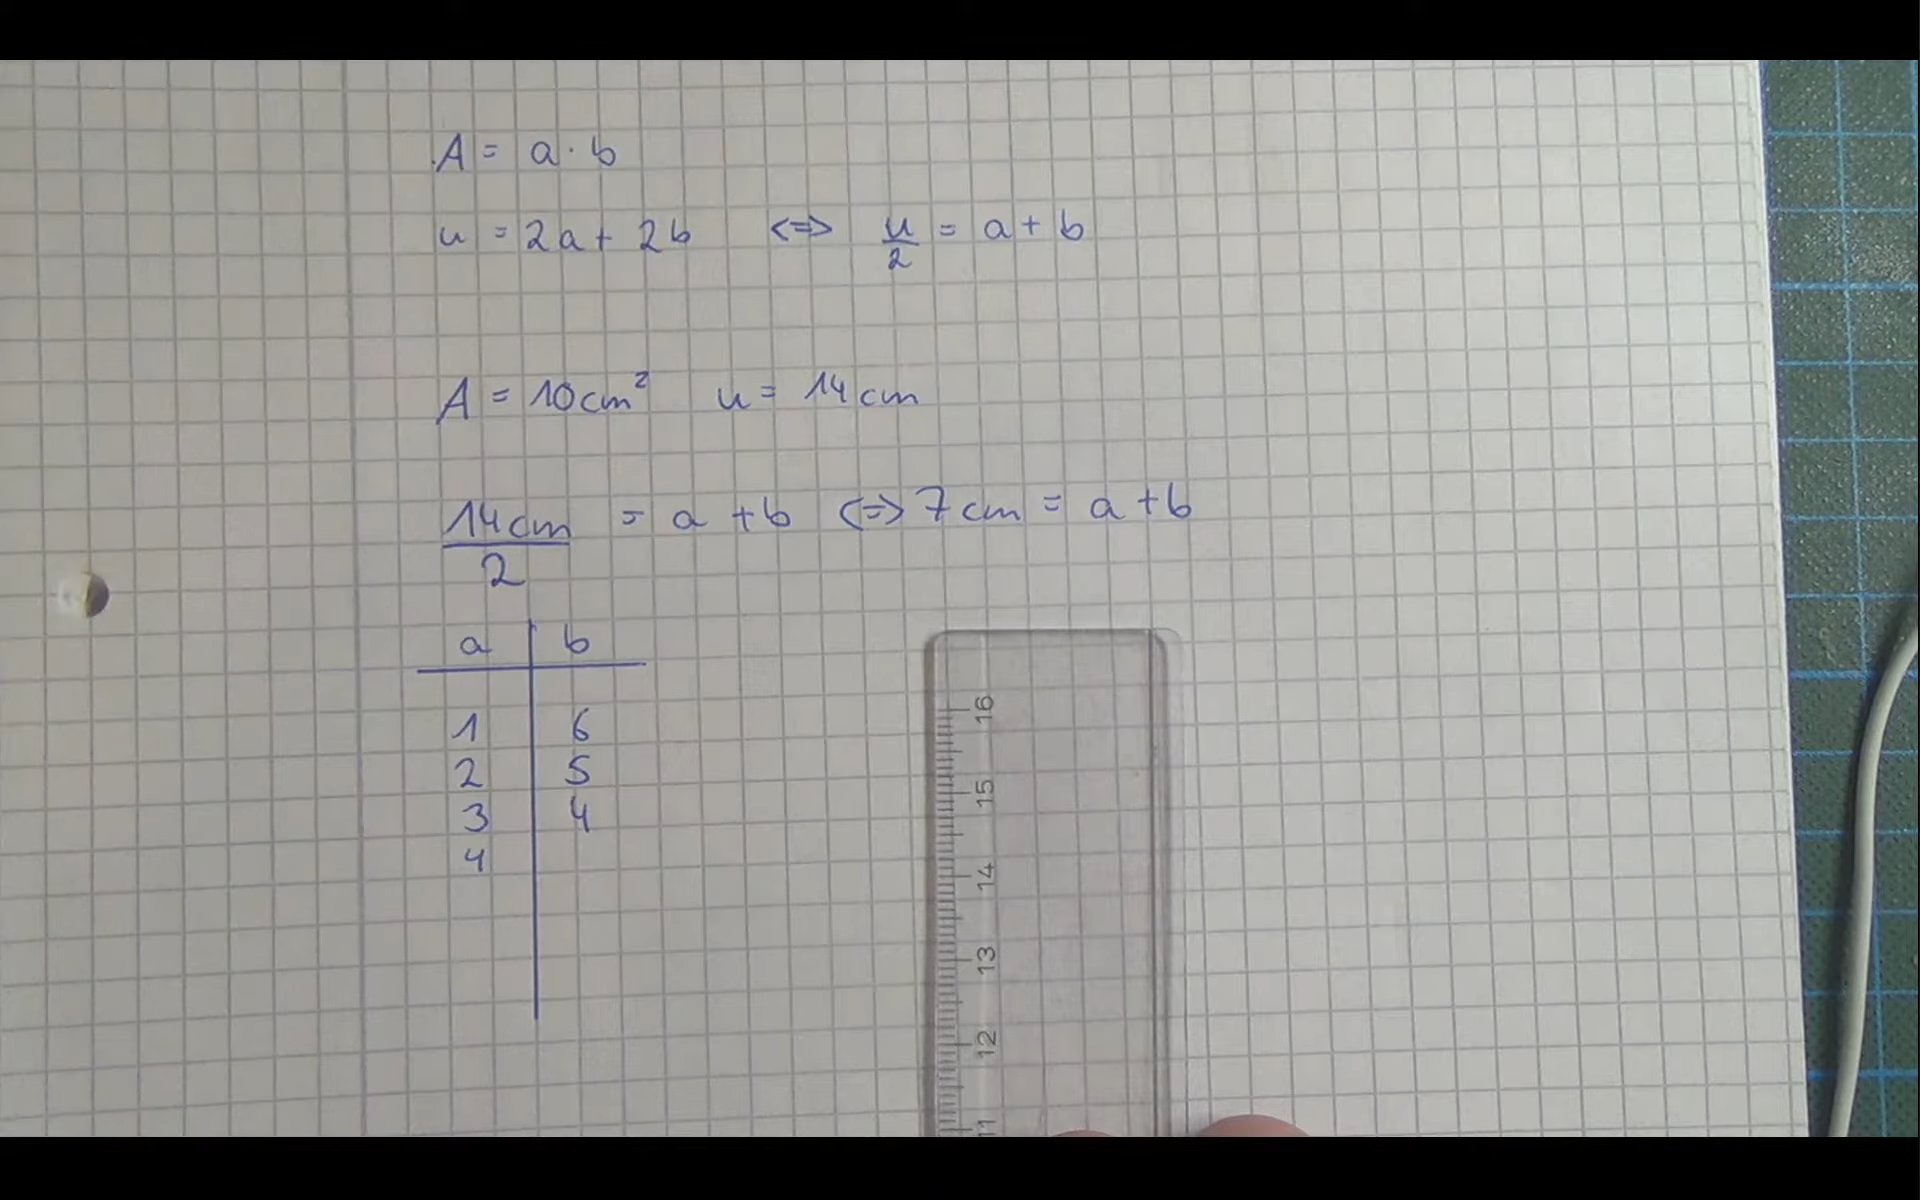 A = a · b
u = 2a + 2b <=> u/2 = a + b
A = 10cm² u = 14cm
14cm/2 = a + b <=> 7cm = a + b
a b
1 6
2 5
3 4
4
16
15
14
13
12
11